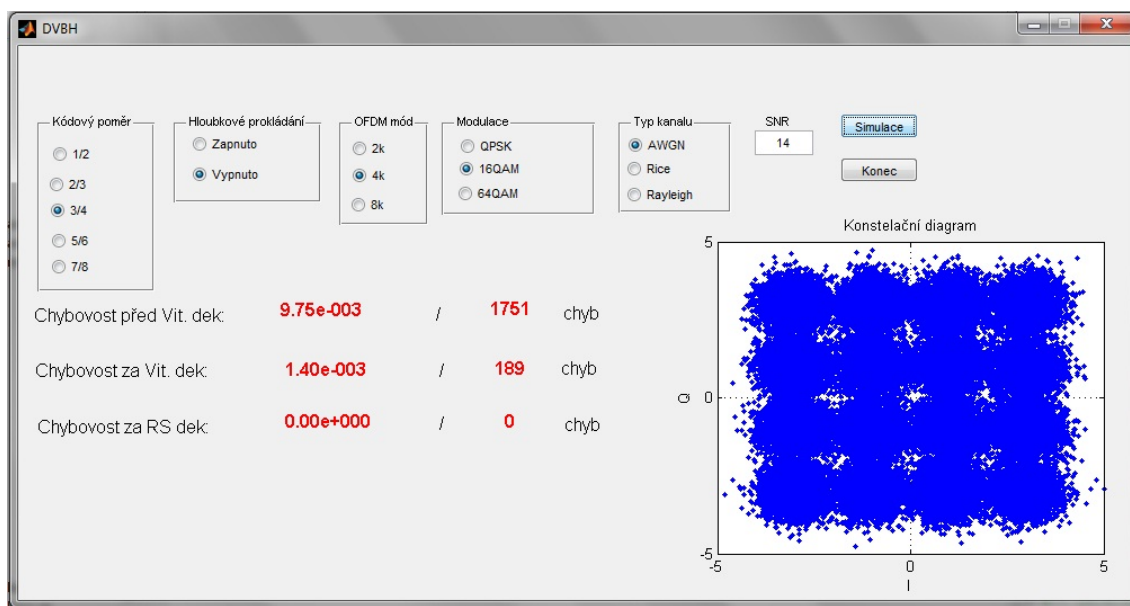 DVBH
Kódový poměr
1/2
2/3
3/4
5/6
7/8
Hloubkové prokládání
Zapnuto
Vypnuto
OFDM mód
2k
4k
8k
Modulace
QPSK
16QAM
64QAM
Typ kanalu
AWGN
Rice
Rayleigh
SNR
14
Simulace
Konec
Chybovost před Vit. dek: 9.75e-003 / 1751 chyb
Chybovost za Vit. dek: 1.40e-003 / 189 chyb
Chybovost za RS dek: 0.00e+000 / 0 chyb
Konstelační diagram
5
Q 0
-5
-5 0 5
I